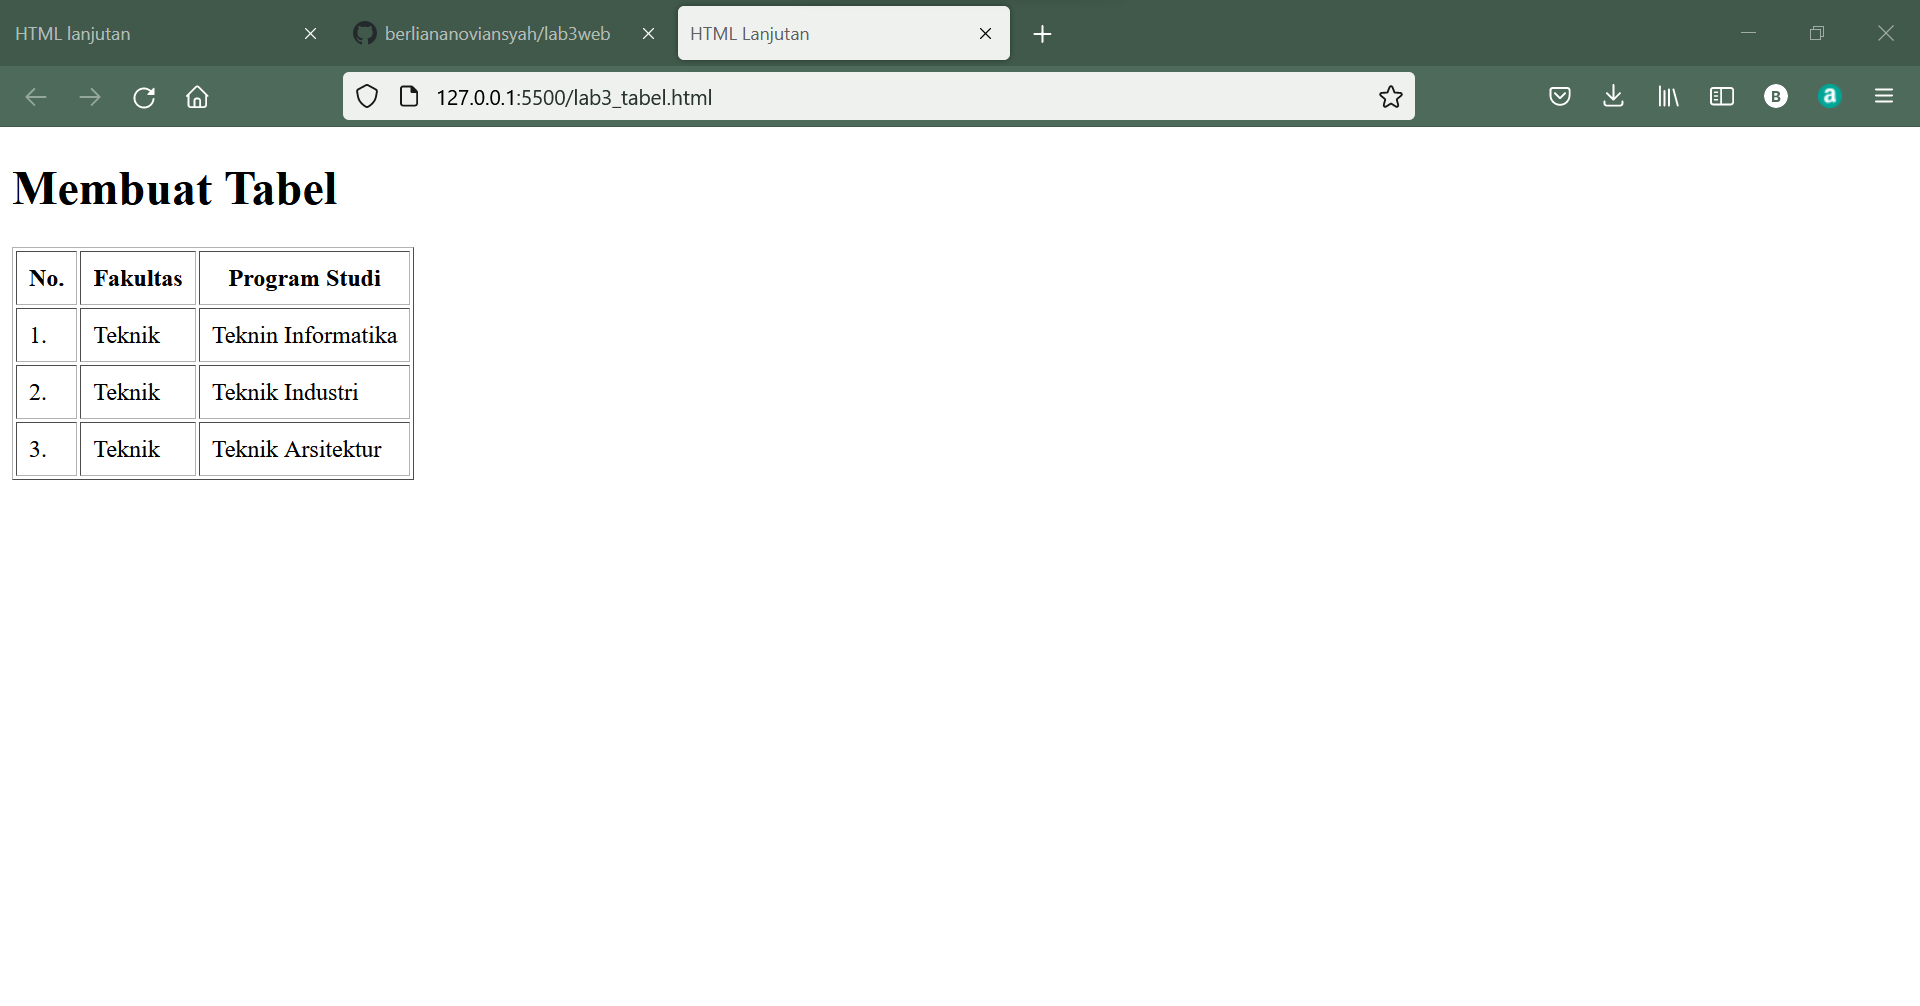 HTML lanjutan
berliananoviansyah/lab3web
HTML Lanjutan
127.0.0.1:5500/lab3_tabel.html
B
a
Membuat Tabel
No. Fakultas Program Studi
1. Teknik Teknin Informatika
2. Teknik Teknik Industri
3. Teknik Teknik Arsitektur